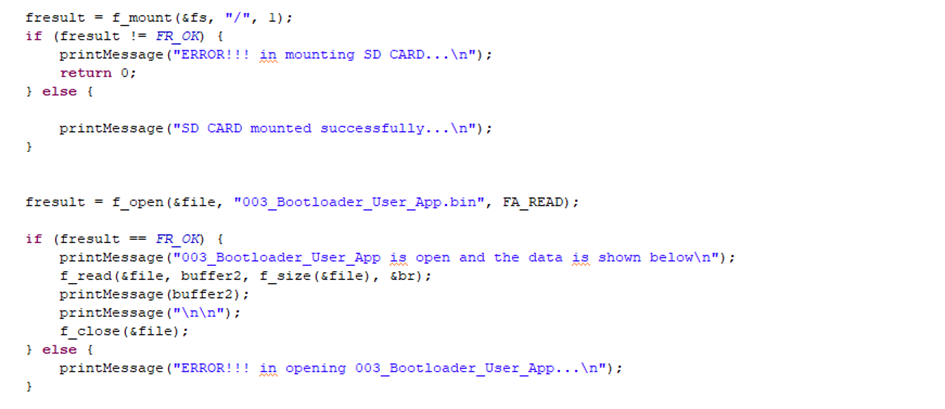 fresult = f_mount(&fs, "/", 1);
if (fresult != FR_OK) {
printMessage("ERROR!!! in mounting SD CARD...\n");
return 0;
} else {
printMessage("SD CARD mounted successfully...\n");
}
fresult = f_open(&file, "003_Bootloader_User_App.bin", FA_READ);
if (fresult == FR_OK) {
printMessage("003_Bootloader_User_App is open and the data is shown below\n");
f_read(&file, buffer2, f_size(&file), &br);
printMessage(buffer2);
printMessage("\n\n");
f_close(&file);
} else {
printMessage("ERROR!!! in opening 003_Bootloader_User_App...\n");
}